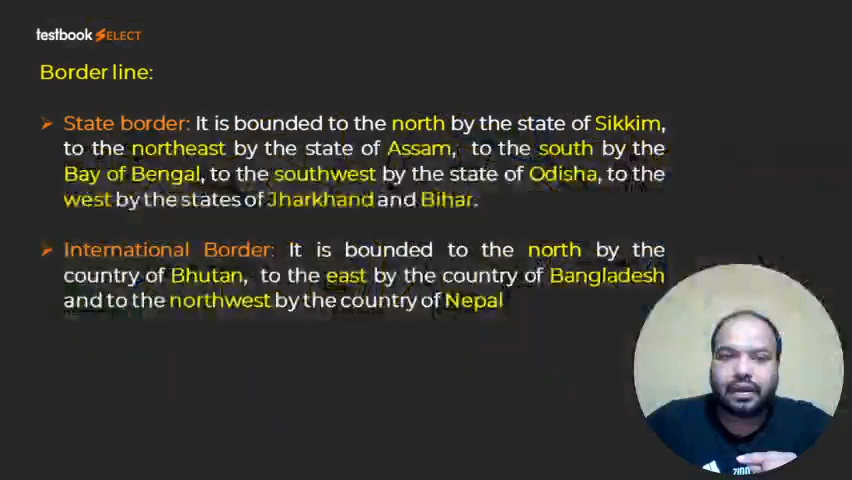 testbook SELECT
Border line:
➤ State border: It is bounded to the north by the state of Sikkim,
to the northeast by the state of Assam, to the south by the
Bay of Bengal, to the southwest by the state of Odisha, to the
west by the states of Jharkhand and Bihar.
➤ International Border: It is bounded to the north by the
country of Bhutan, to the east by the country of Bangladesh
and to the northwest by the country of Nepal